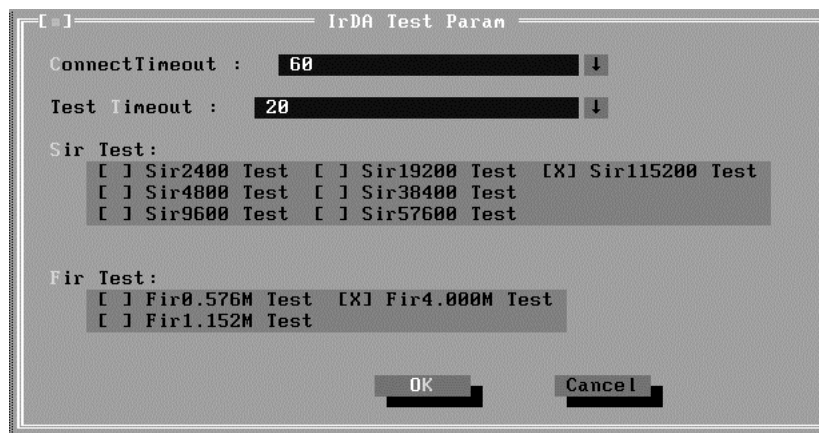 [■] IrDA Test Param
ConnectTimeout : 60 ↓
Test Timeout : 20 ↓
Sir Test:
[ ] Sir2400 Test [ ] Sir19200 Test [X] Sir115200 Test
[ ] Sir4800 Test [ ] Sir38400 Test
[ ] Sir9600 Test [ ] Sir57600 Test
Fir Test:
[ ] Fir0.576M Test [X] Fir4.000M Test
[ ] Fir1.152M Test
OK Cancel